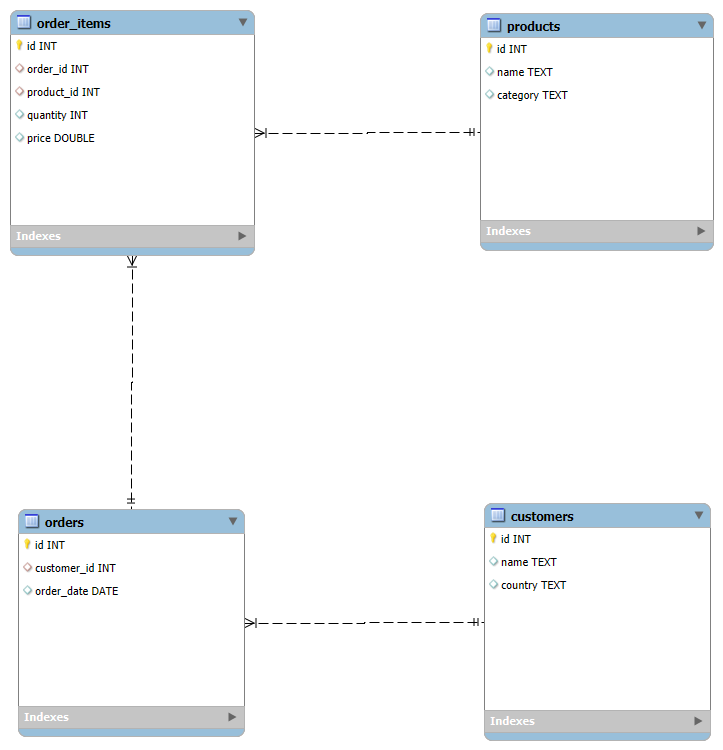 order_items
id INT
order_id INT
product_id INT
quantity INT
price DOUBLE
Indexes
products
id INT
name TEXT
category TEXT
Indexes
orders
id INT
customer_id INT
order_date DATE
Indexes
customers
id INT
name TEXT
country TEXT
Indexes